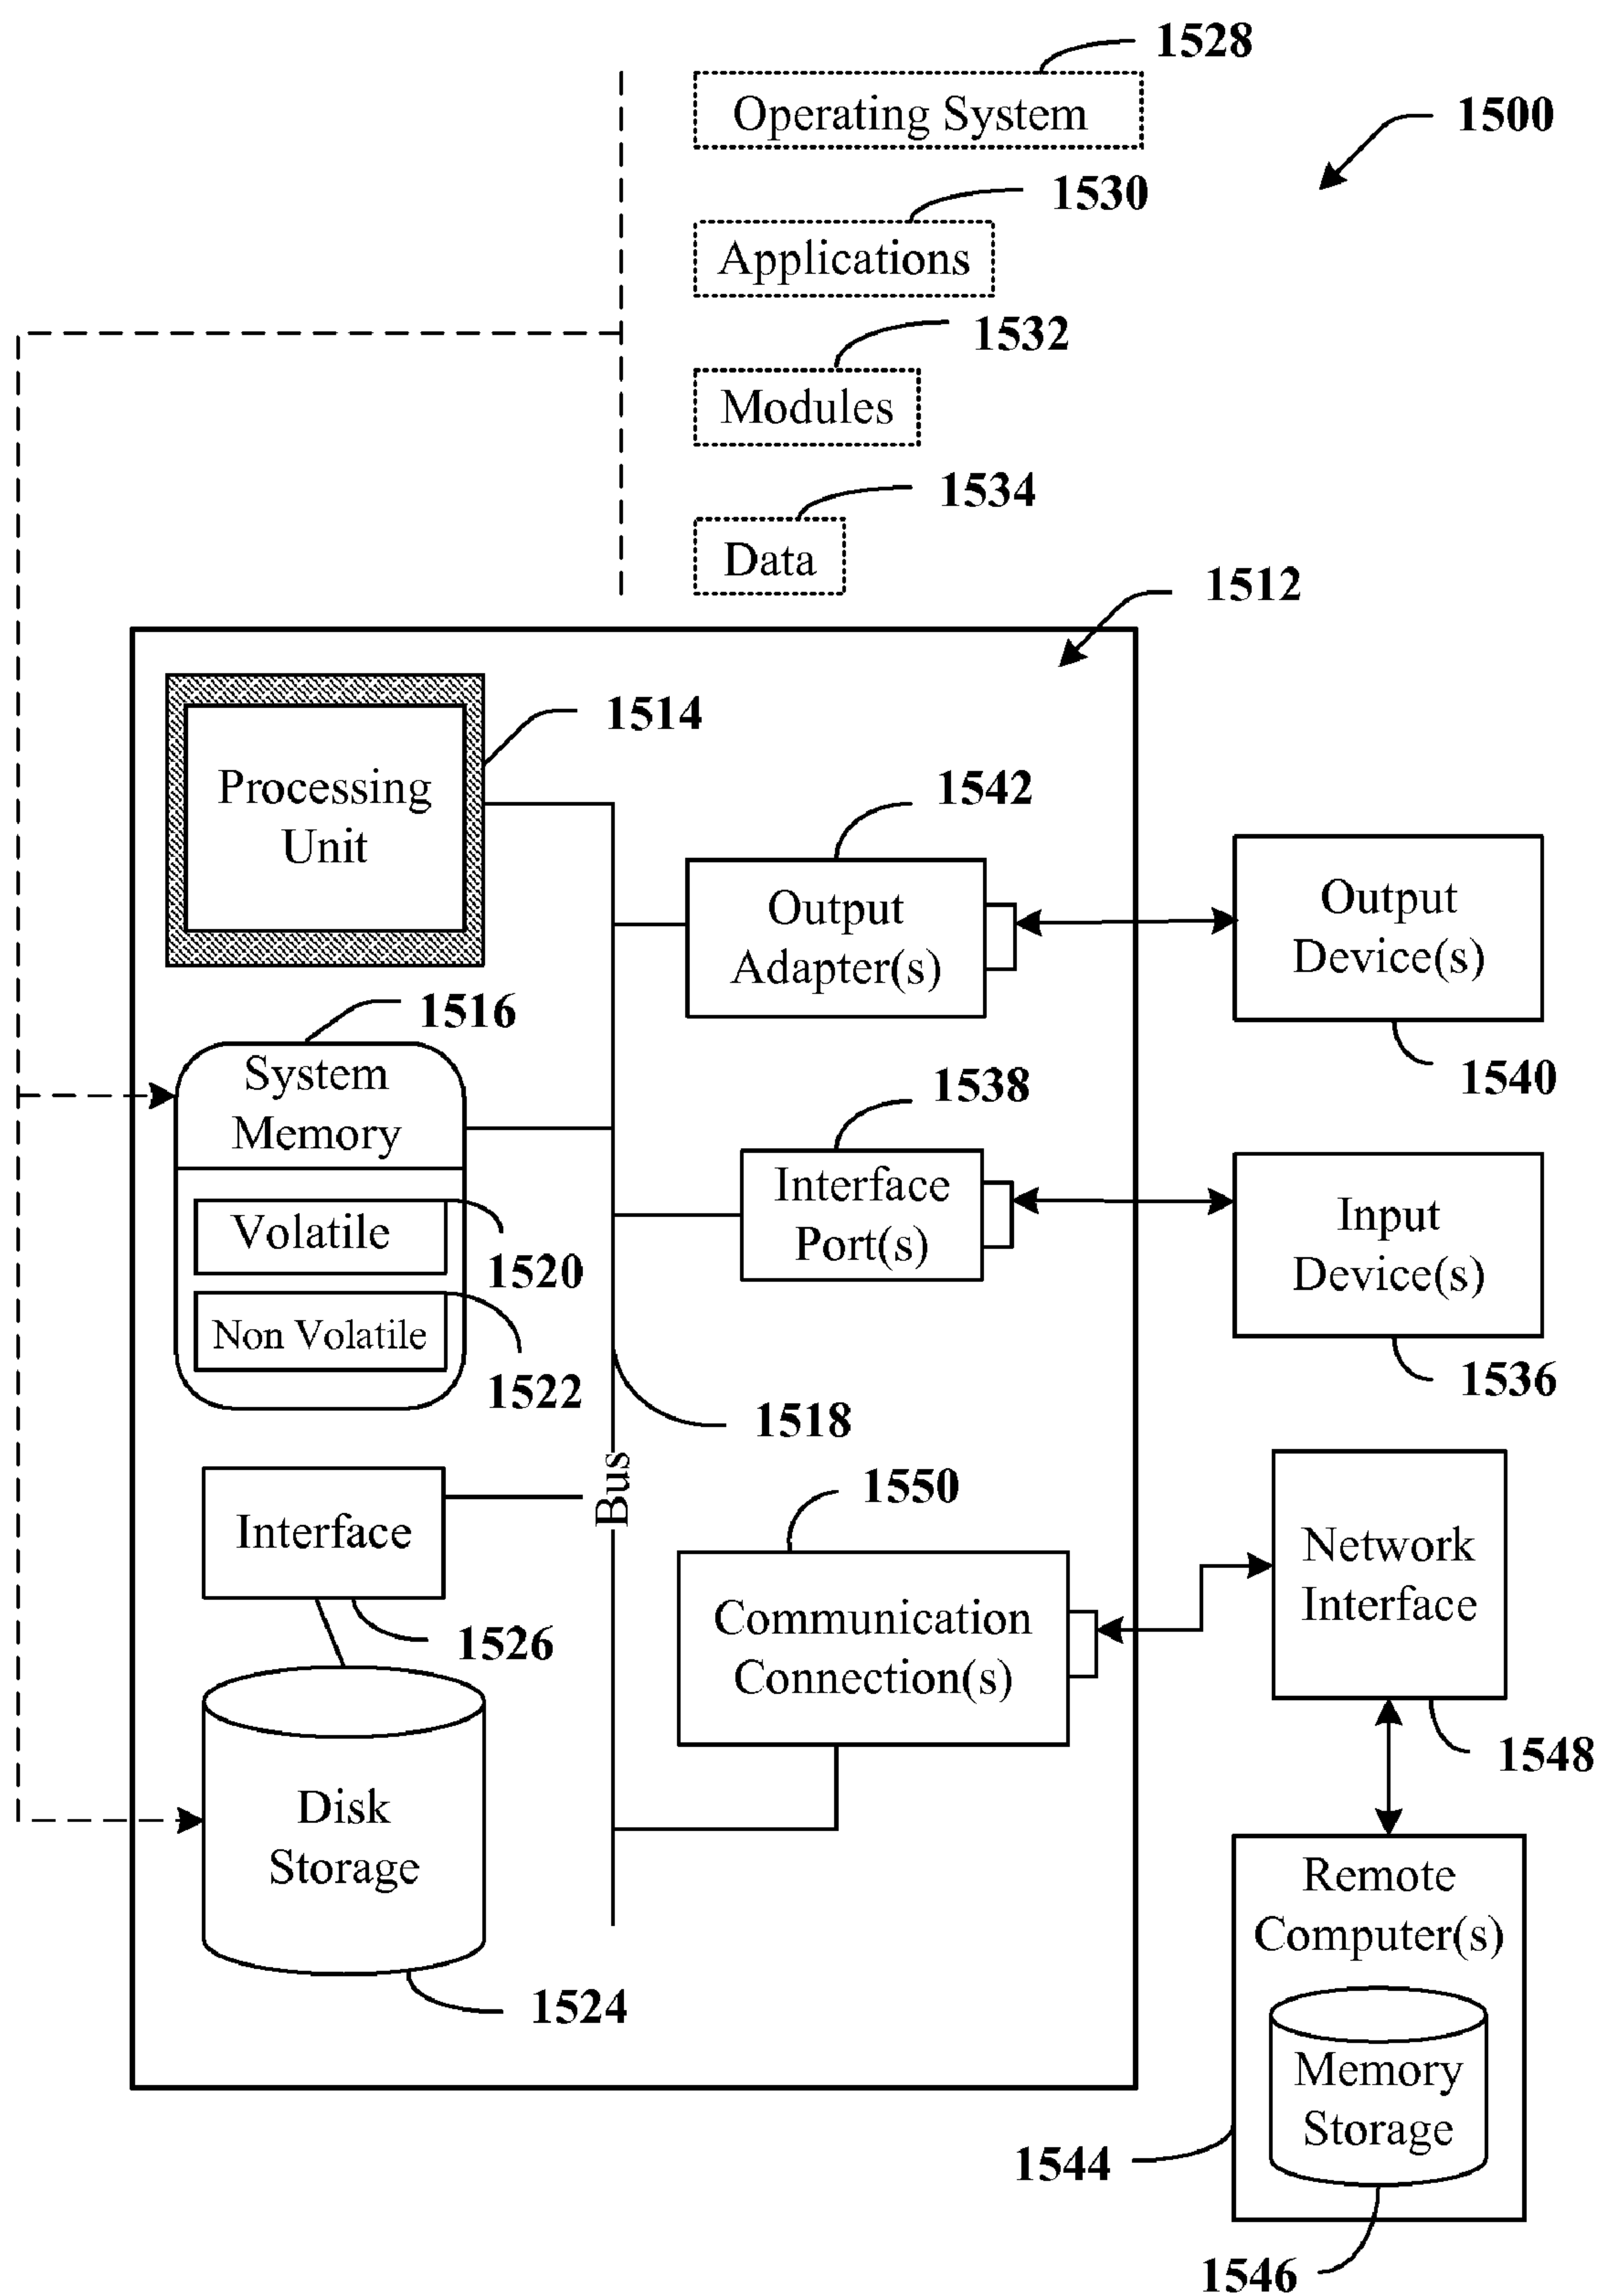 1528
Operating System
1500
1530
Applications
1532
Modules
1534
Data
1512
1514
Processing
Unit
1542
Output
Adapter(s)
Output
Device(s)
1540
1516
System
Memory
1538
Interface
Port(s)
Input
Device(s)
1536
Volatile
1520
Non Volatile
1522
1518
Bus
Interface
1526
1550
Communication
Connection(s)
Network
Interface
1548
Disk
Storage
1524
Remote
Computer(s)
Memory
Storage
1544
1546